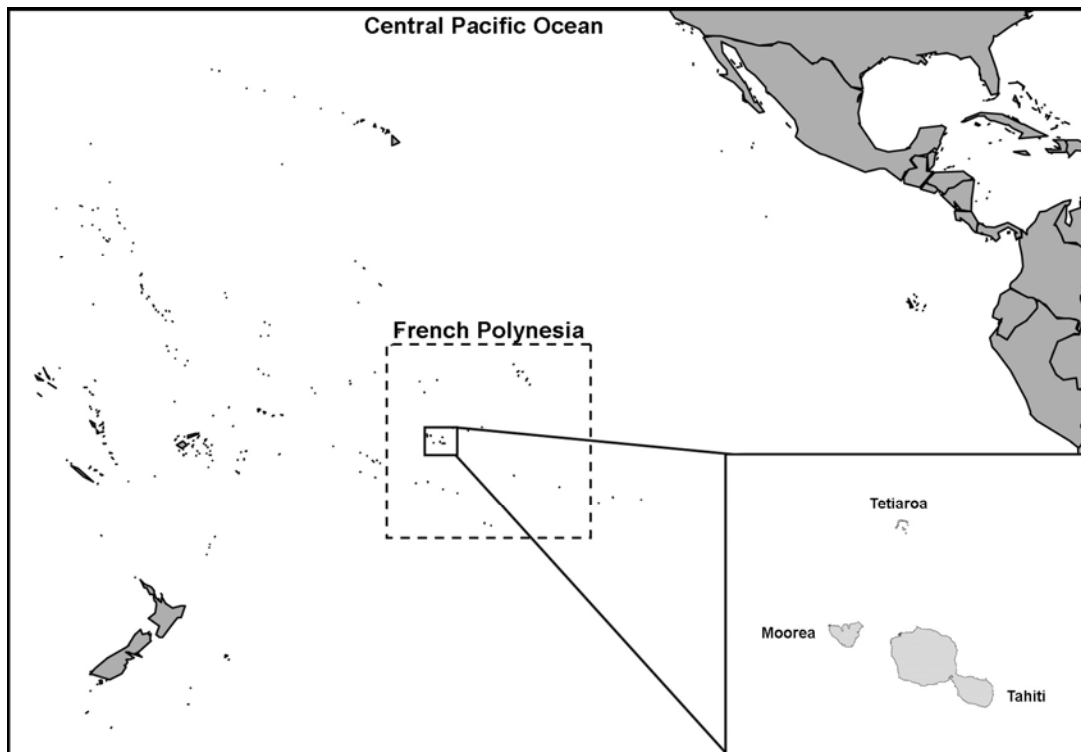 Central Pacific Ocean
French Polynesia
Tetiaroa
Moorea
Tahiti